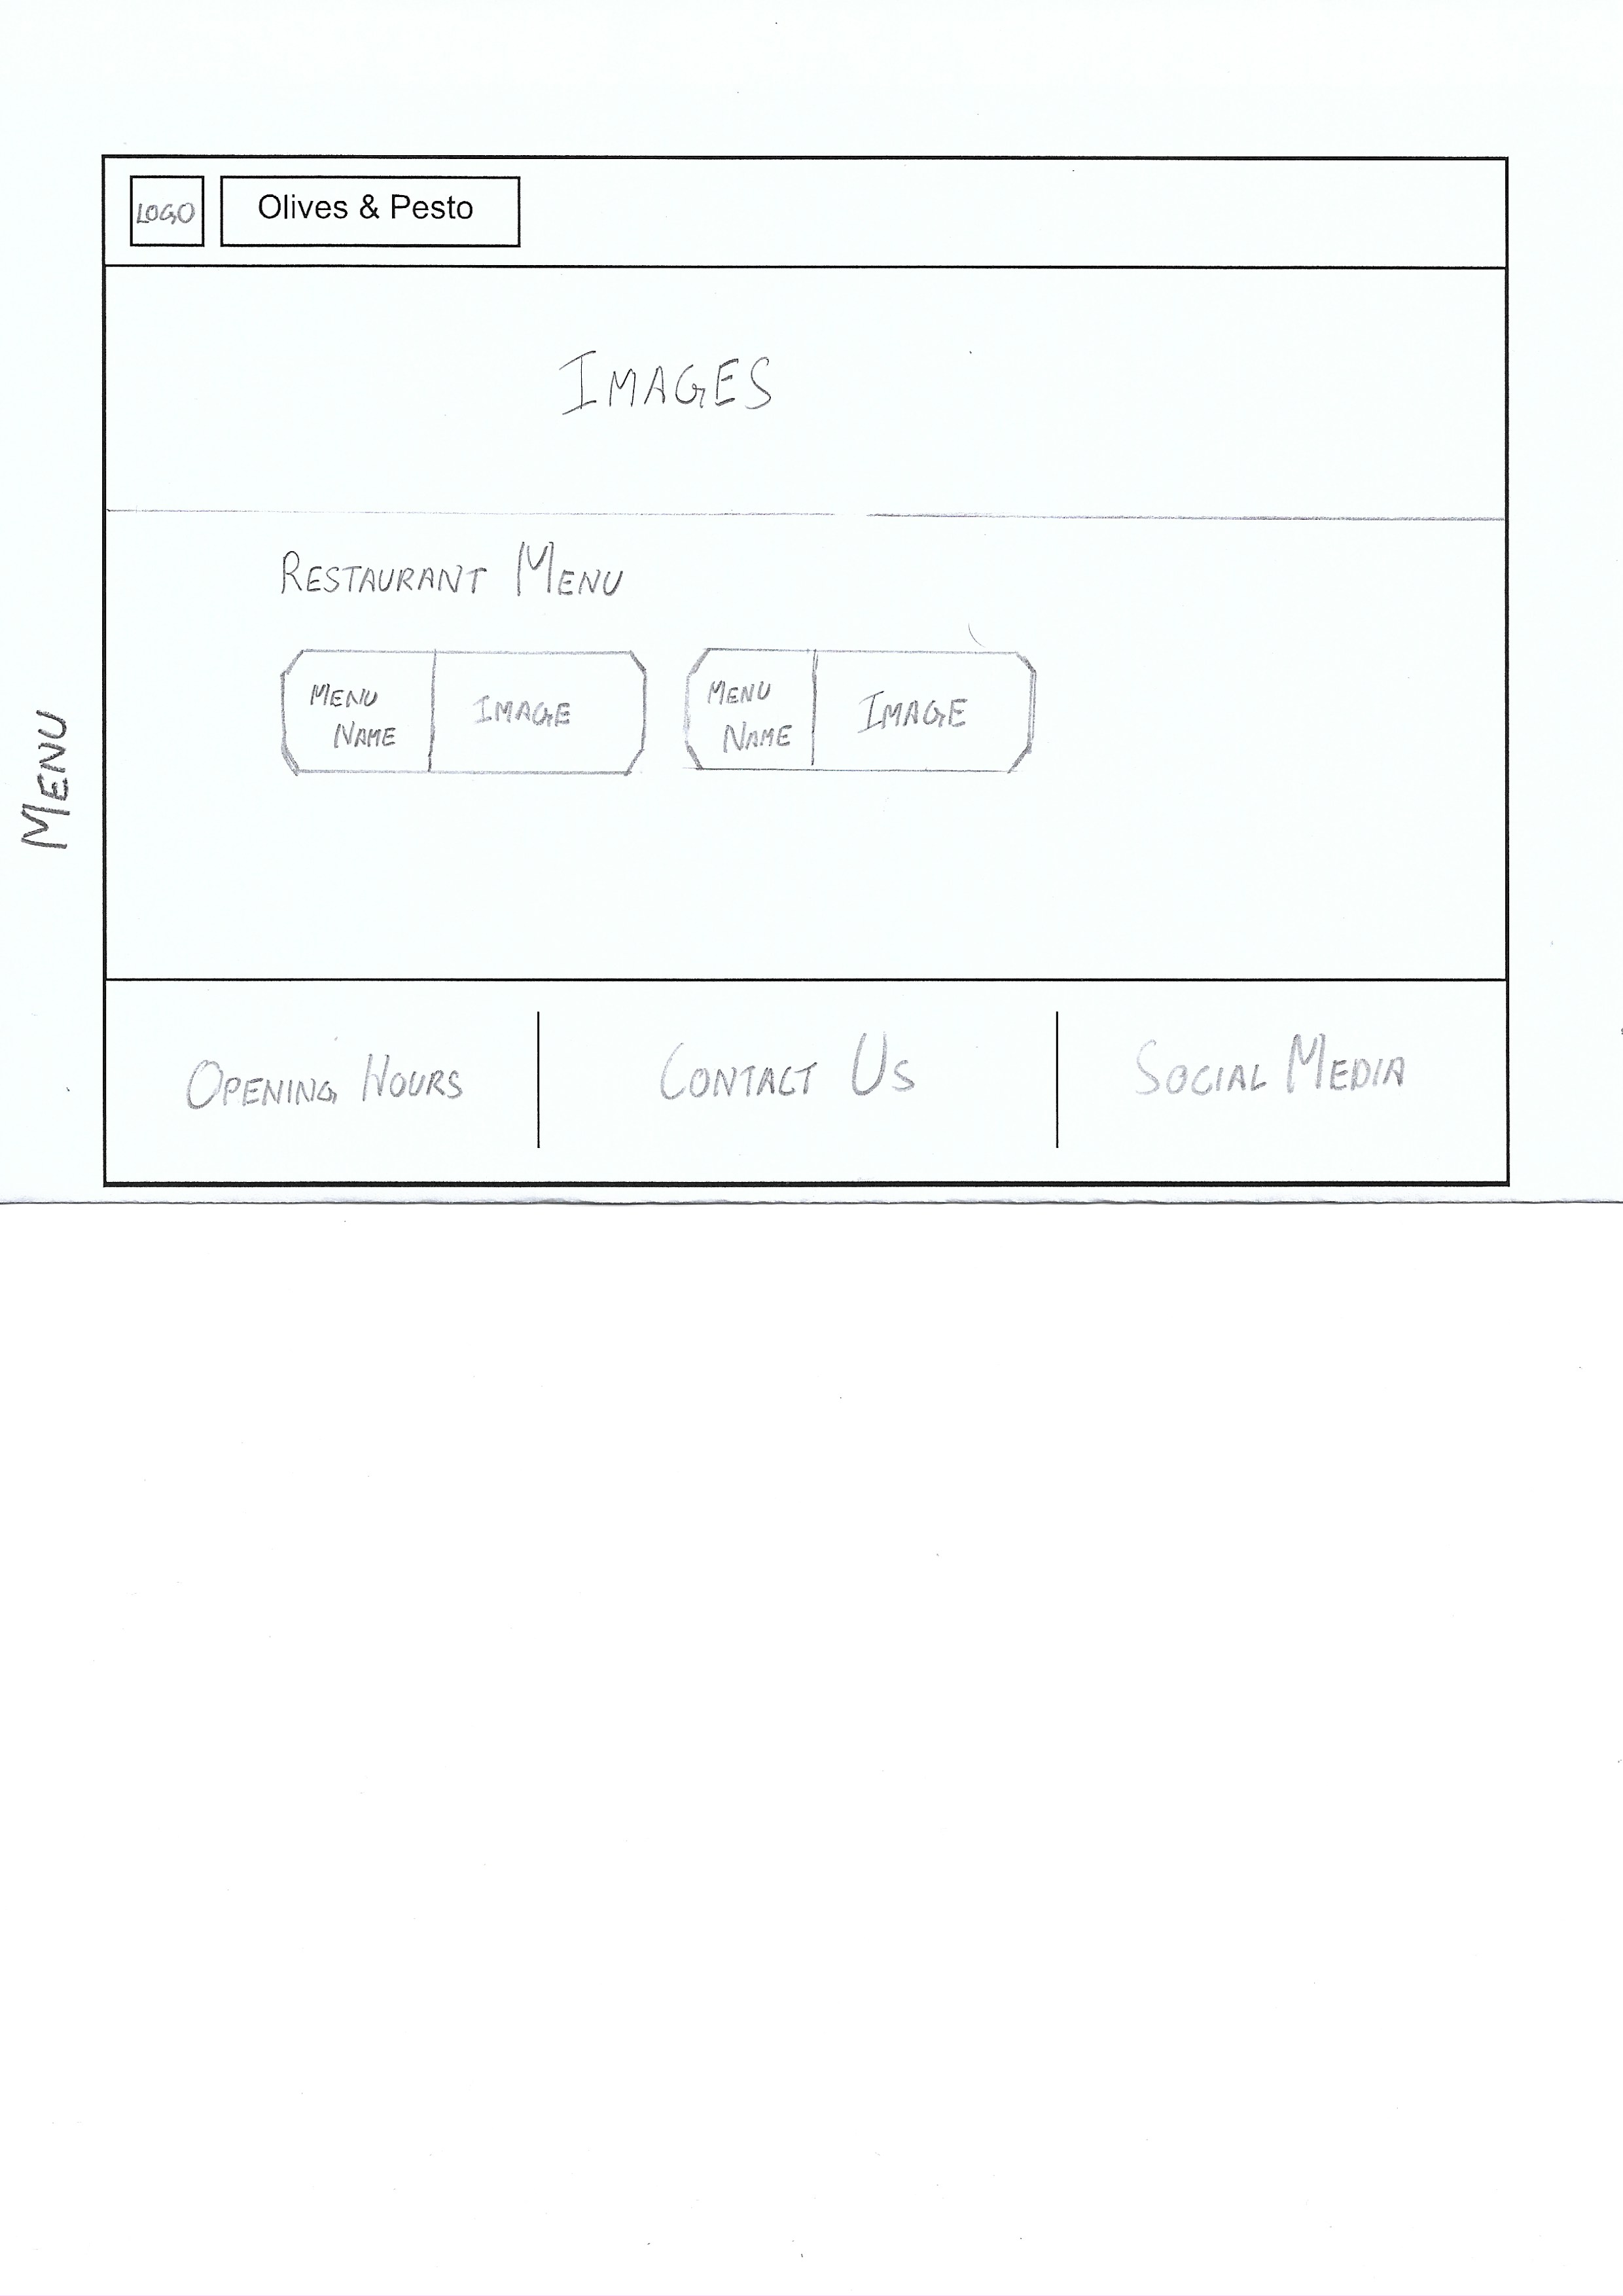 LOGO
Olives & Pesto
IMAGES
RESTAURANT MENU
MENU
NAME
IMAGE
MENU
NAME
IMAGE
MENU
OPENING HOURS
CONTACT US
SOCIAL MEDIA